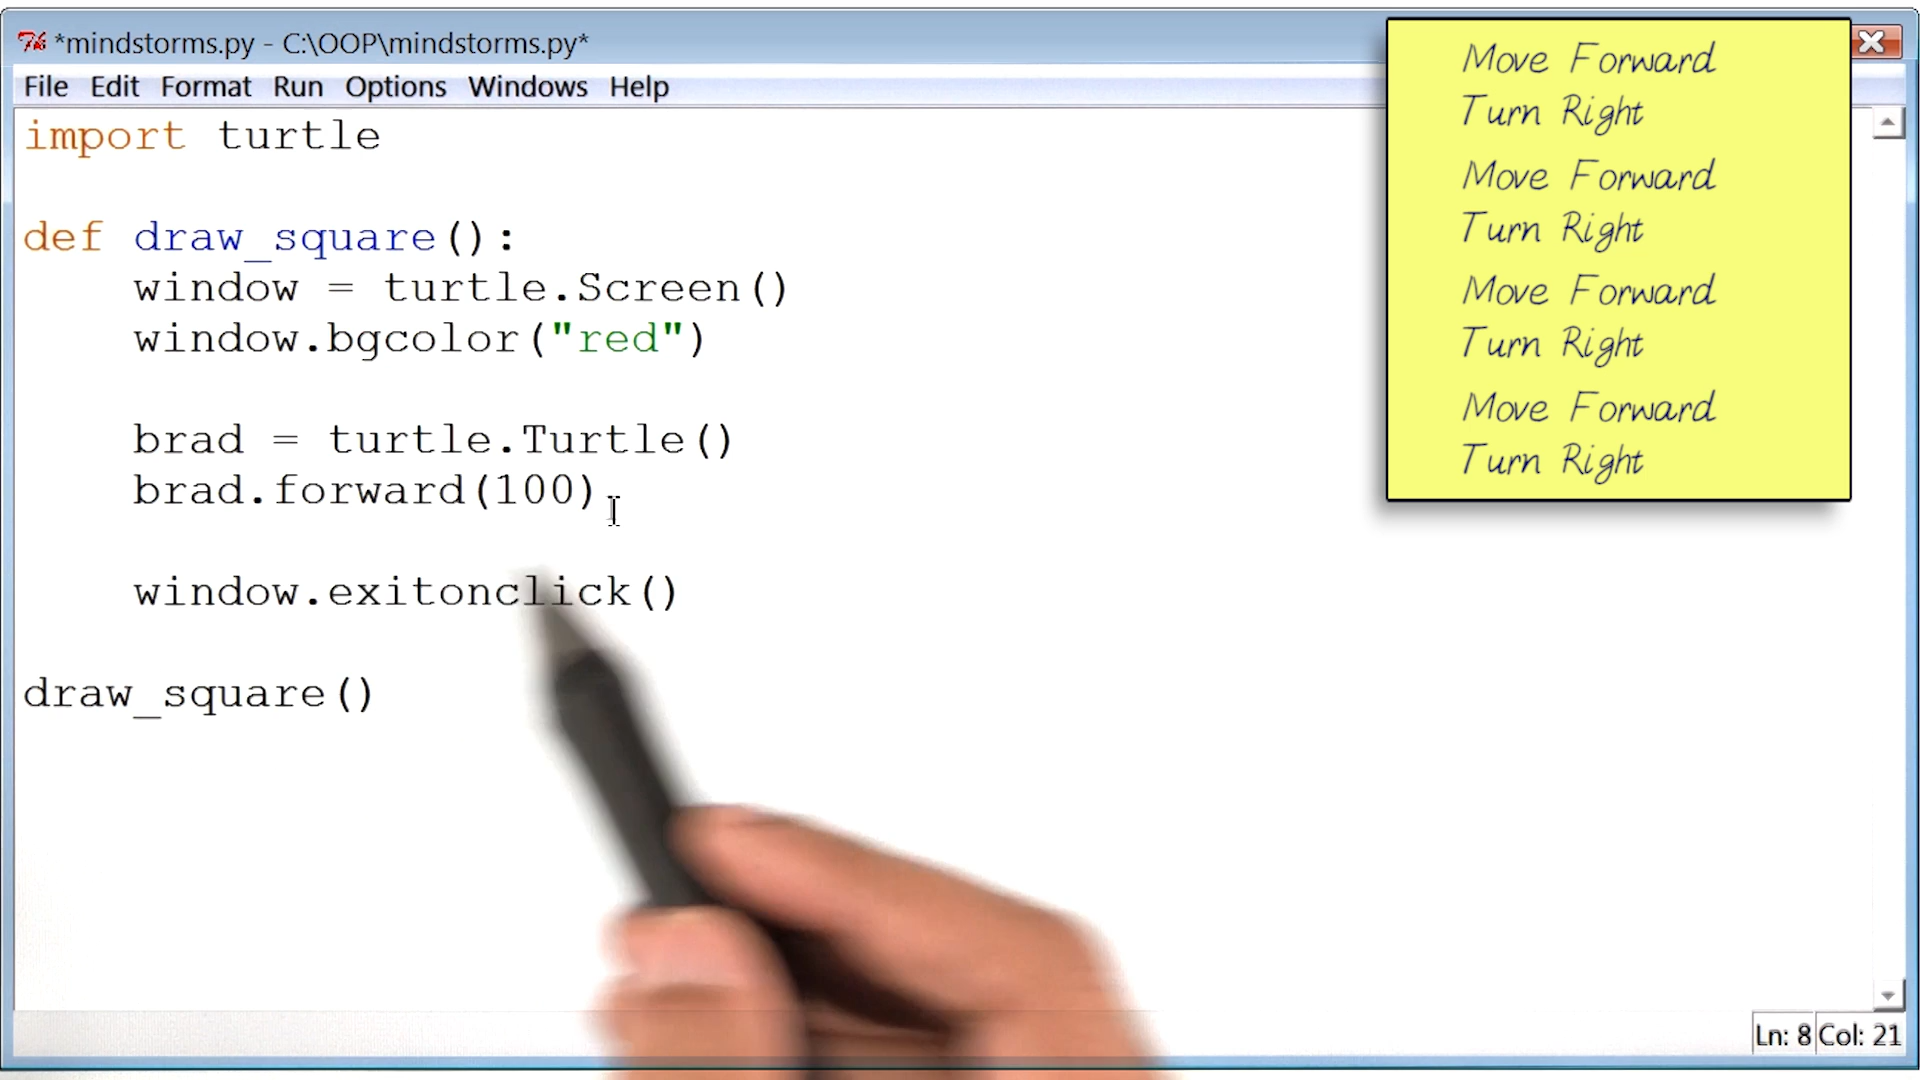 *mindstorms.py - C:\OOP\mindstorms.py*
File Edit Format Run Options Windows Help
import turtle
def draw_square():
window = turtle.Screen()
window.bgcolor("red")
brad = turtle.Turtle()
brad.forward(100)
window.exitonclick()
draw_square()
Move Forward
Turn Right
Move Forward
Turn Right
Move Forward
Turn Right
Move Forward
Turn Right
Ln: 8 Col: 21